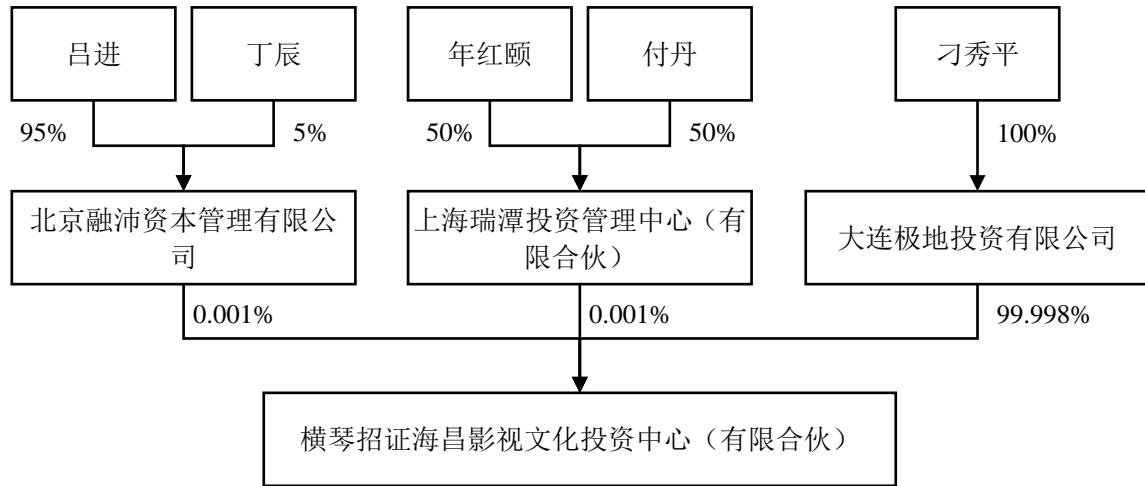 吕进
丁辰
年红颐
付丹
刁秀平
95%
5%
50%
50%
100%
北京融沛资本管理有限公
司
上海瑞潭投资管理中心（有
限合伙）
大连极地投资有限公司
0.001%
0.001%
99.998%
横琴招证海昌影视文化投资中心（有限合伙）